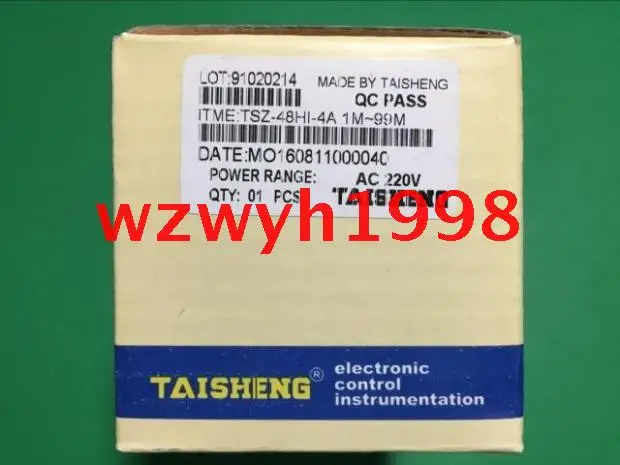 LOT:91020214 MADE BY TAISHENG
QC PASS
ITME:TSZ-48HI-4A 1M~99M
DATE:MO160811000040
POWER RANGE: AC 220V
QTY: 01 PCS TAISHENG
wzwyh1998
TAISHENG® electronic
control
instrumentation